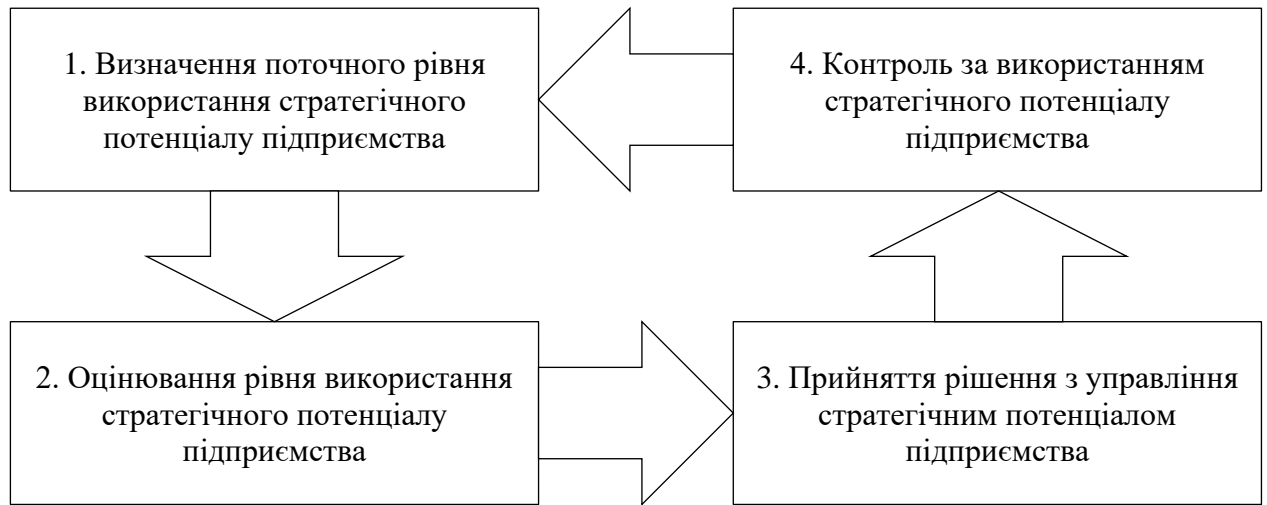 1. Визначення поточного рівня
використання стратегічного
потенціалу підприємства
4. Контроль за використанням
стратегічного потенціалу
підприємства
2. Оцінювання рівня використання
стратегічного потенціалу
підприємства
3. Прийняття рішення з управління
стратегічним потенціалом
підприємства